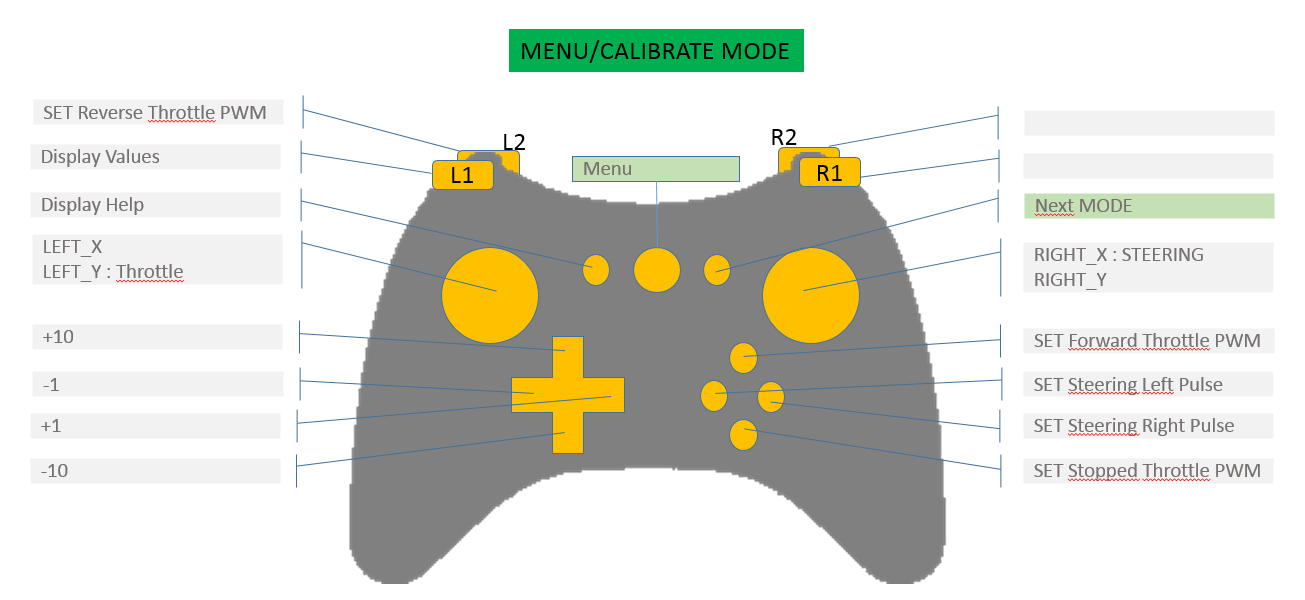 MENU/CALIBRATE MODE
SET Reverse Throttle PWM
Display Values
Display Help
LEFT_X
LEFT_Y : Throttle
+10
-1
+1
-10
L2
L1
Menu
R2
R1
Next MODE
RIGHT_X : STEERING
RIGHT_Y
SET Forward Throttle PWM
SET Steering Left Pulse
SET Steering Right Pulse
SET Stopped Throttle PWM